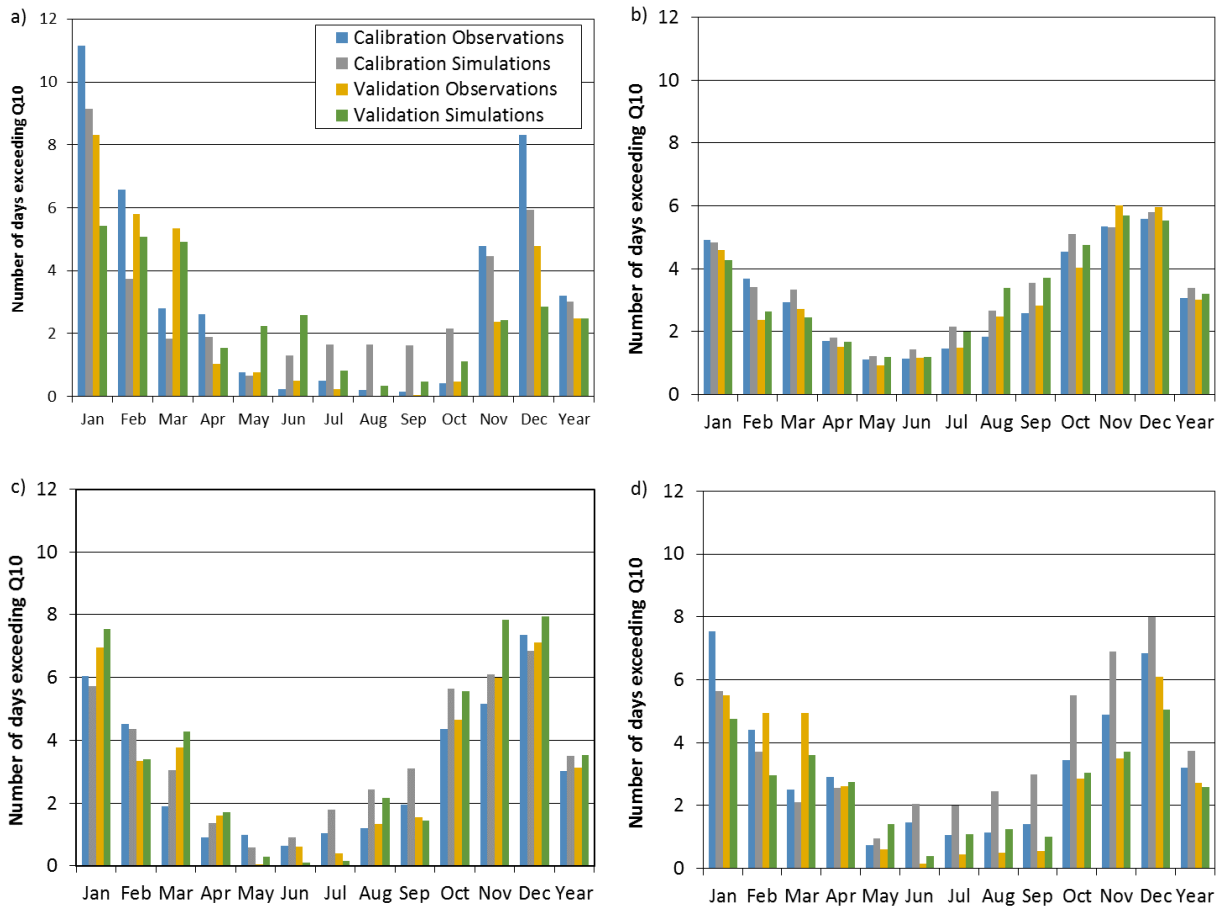 a)
Number of days exceeding Q10
12
10
8
6
4
2
0
Calibration Observations
Calibration Simulations
Validation Observations
Validation Simulations
Jan Feb Mar Apr May Jun Jul Aug Sep Oct Nov Dec Year
b)
Number of days exceeding Q10
12
10
8
6
4
2
0
Jan Feb Mar Apr May Jun Jul Aug Sep Oct Nov Dec Year
c)
Number of days exceeding Q10
12
10
8
6
4
2
0
Jan Feb Mar Apr May Jun Jul Aug Sep Oct Nov Dec Year
d)
Number of days exceeding Q10
12
10
8
6
4
2
0
Jan Feb Mar Apr May Jun Jul Aug Sep Oct Nov Dec Year